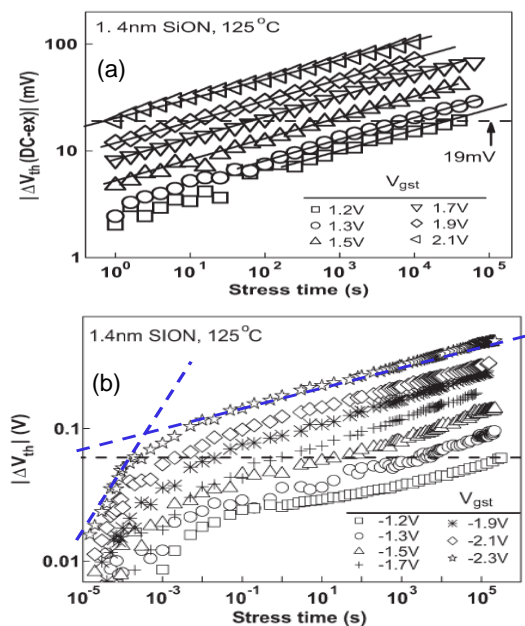 1. 4nm SiON, 125°C
(a)
|ΔVth(DC-ex)| (mV)
100
10
1
19mV
Vgst
1.2V 1.7V
1.3V 1.9V
1.5V 2.1V
10⁰ 10¹ 10² 10³ 10⁴ 10⁵
Stress time (s)
1.4nm SION, 125°C
(b)
|ΔVth| (V)
0.1
0.01
Vgst
-1.2V -1.9V
-1.3V -2.1V
-1.5V -2.3V
-1.7V
10⁻⁵ 10⁻³ 10⁻¹ 10¹ 10³ 10⁵
Stress time (s)